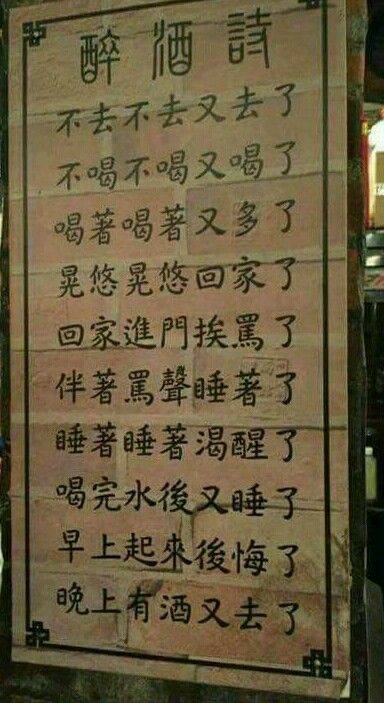 醉酒詩
不去不去又去了
不喝不喝又喝了
喝著喝著又多了
晃悠晃悠回家了
回家進門挨罵了
伴著罵聲睡著了
睡著睡著渴醒了
喝完水後又睡了
早上起來後悔了
晚上有酒又去了